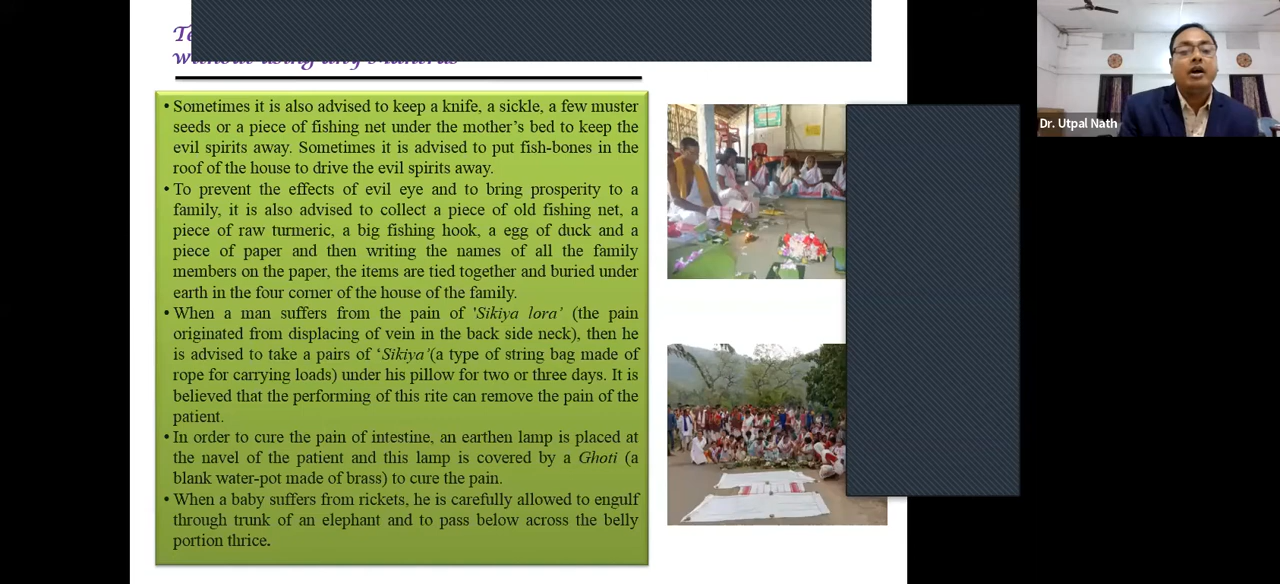 • Sometimes it is also advised to keep a knife, a sickle, a few muster
seeds or a piece of fishing net under the mother's bed to keep the
evil spirits away. Sometimes it is advised to put fish-bones in the
roof of the house to drive the evil spirits away.
• To prevent the effects of evil eye and to bring prosperity to a
family, it is also advised to collect a piece of old fishing net, a
piece of raw turmeric, a big fishing hook, a egg of duck and a
piece of paper and then writing the names of all the family
members on the paper, the items are tied together and buried under
earth in the four corner of the house of the family.
• When a man suffers from the pain of 'Sikiya lora' (the pain
originated from displacing of vein in the back side neck), then he
is advised to take a pairs of 'Sikiya'(a type of string bag made of
rope for carrying loads) under his pillow for two or three days. It is
believed that the performing of this rite can remove the pain of the
patient.
• In order to cure the pain of intestine, an earthen lamp is placed at
the navel of the patient and this lamp is covered by a Ghoti (a
blank water-pot made of brass) to cure the pain.
• When a baby suffers from rickets, he is carefully allowed to engulf
through trunk of an elephant and to pass below across the belly
portion thrice.
Dr. Utpal Nath